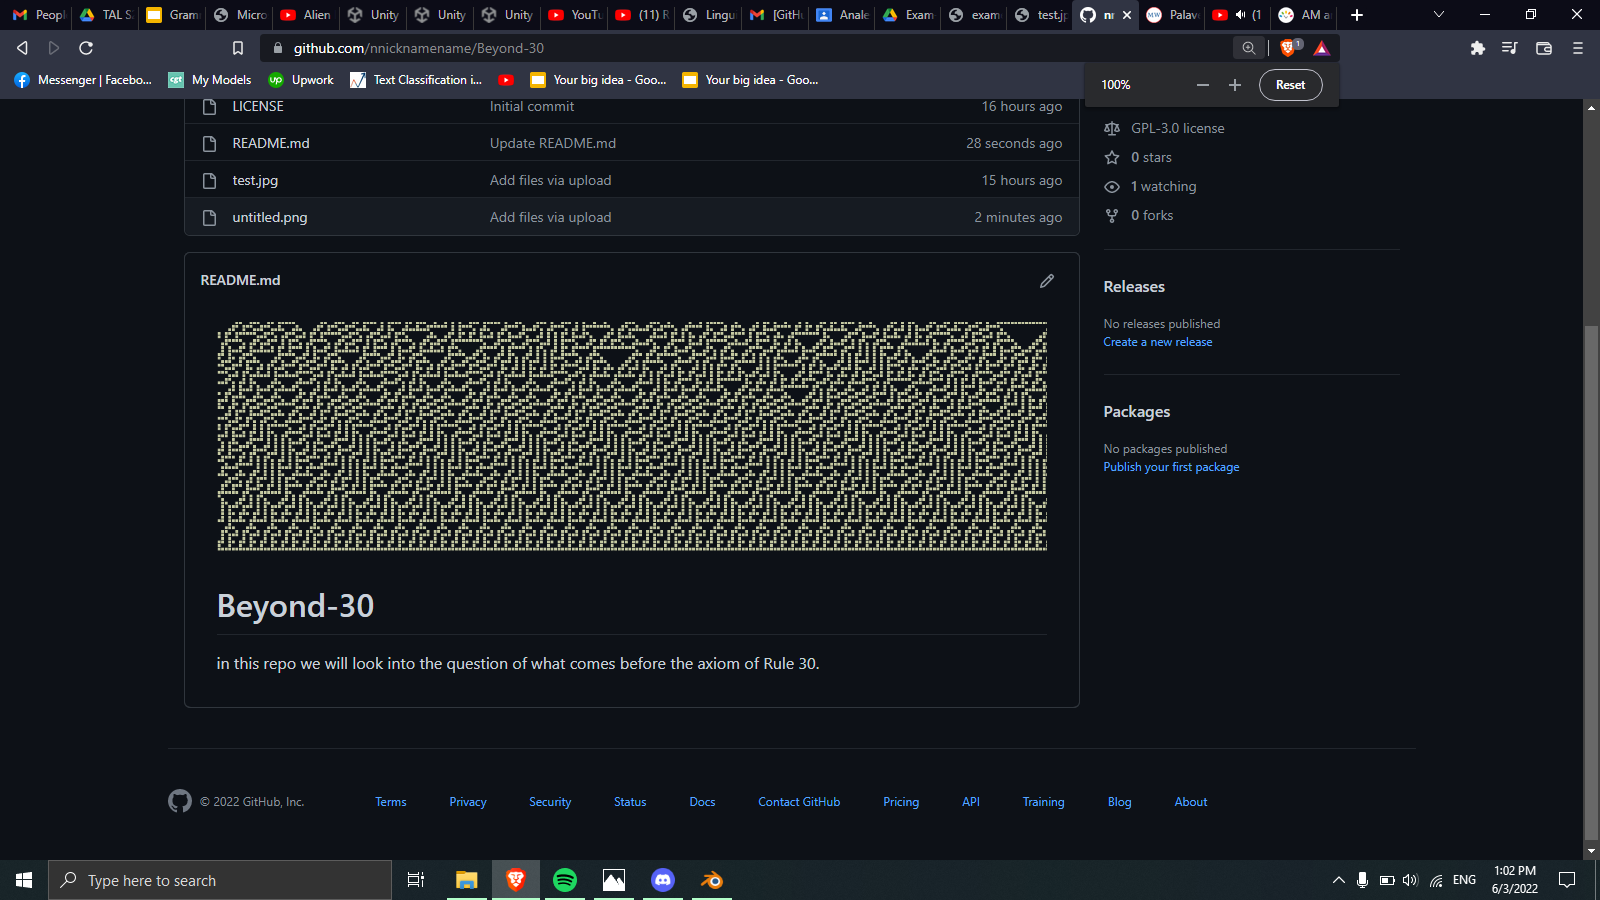 Peopl
TAL S
Gram
Micro
Alien
Unity
Unity
Unity
YouTu
(11) R
Lingu
[GitH
Anale
Exam
exam
test.jp
nn
Palav
(1
AM a
github.com/nnicknamename/Beyond-30
1
Messenger | Facebo...
My Models
Upwork
Text Classification i...
Your big idea - Goo...
Your big idea - Goo...
100%
Reset
LICENSE Initial commit 16 hours ago
README.md Update README.md 28 seconds ago
test.jpg Add files via upload 15 hours ago
untitled.png Add files via upload 2 minutes ago
GPL-3.0 license
0 stars
1 watching
0 forks
Releases
No releases published
Create a new release
Packages
No packages published
Publish your first package
README.md
Beyond-30
in this repo we will look into the question of what comes before the axiom of Rule 30.
© 2022 GitHub, Inc. Terms Privacy Security Status Docs Contact GitHub Pricing API Training Blog About
Type here to search
ENG
1:02 PM
6/3/2022